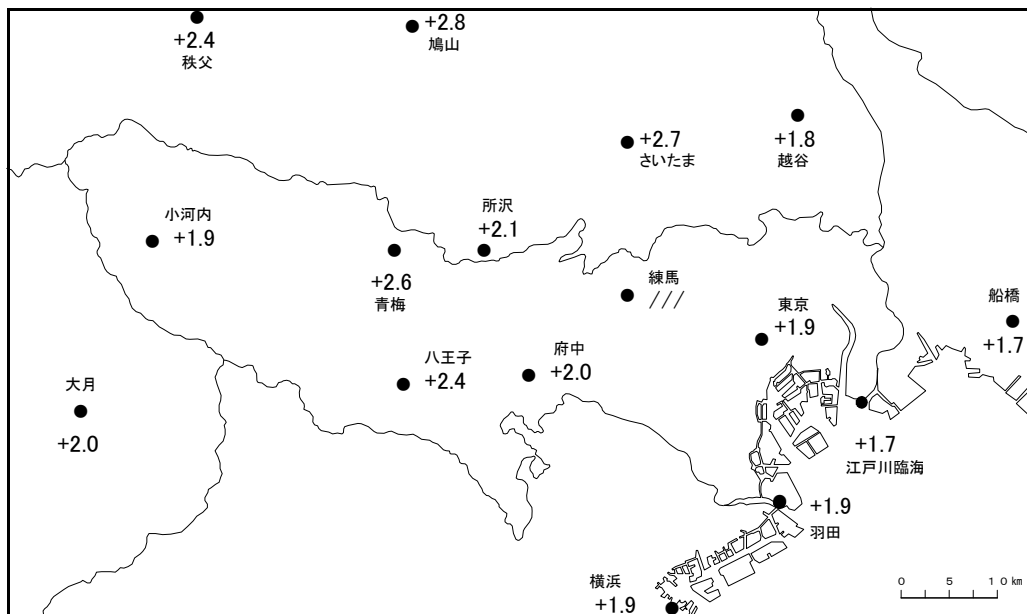 +2.4
秩父
+2.8
鳩山
+2.7
さいたま
+1.8
越谷
小河内
+1.9
所沢
+2.1
+2.6
青梅
練馬
///
東京
+1.9
船橋
+1.7
大月
+2.0
八王子
+2.4
府中
+2.0
+1.7
江戸川臨海
+1.9
羽田
横浜
+1.9
0 5 10km